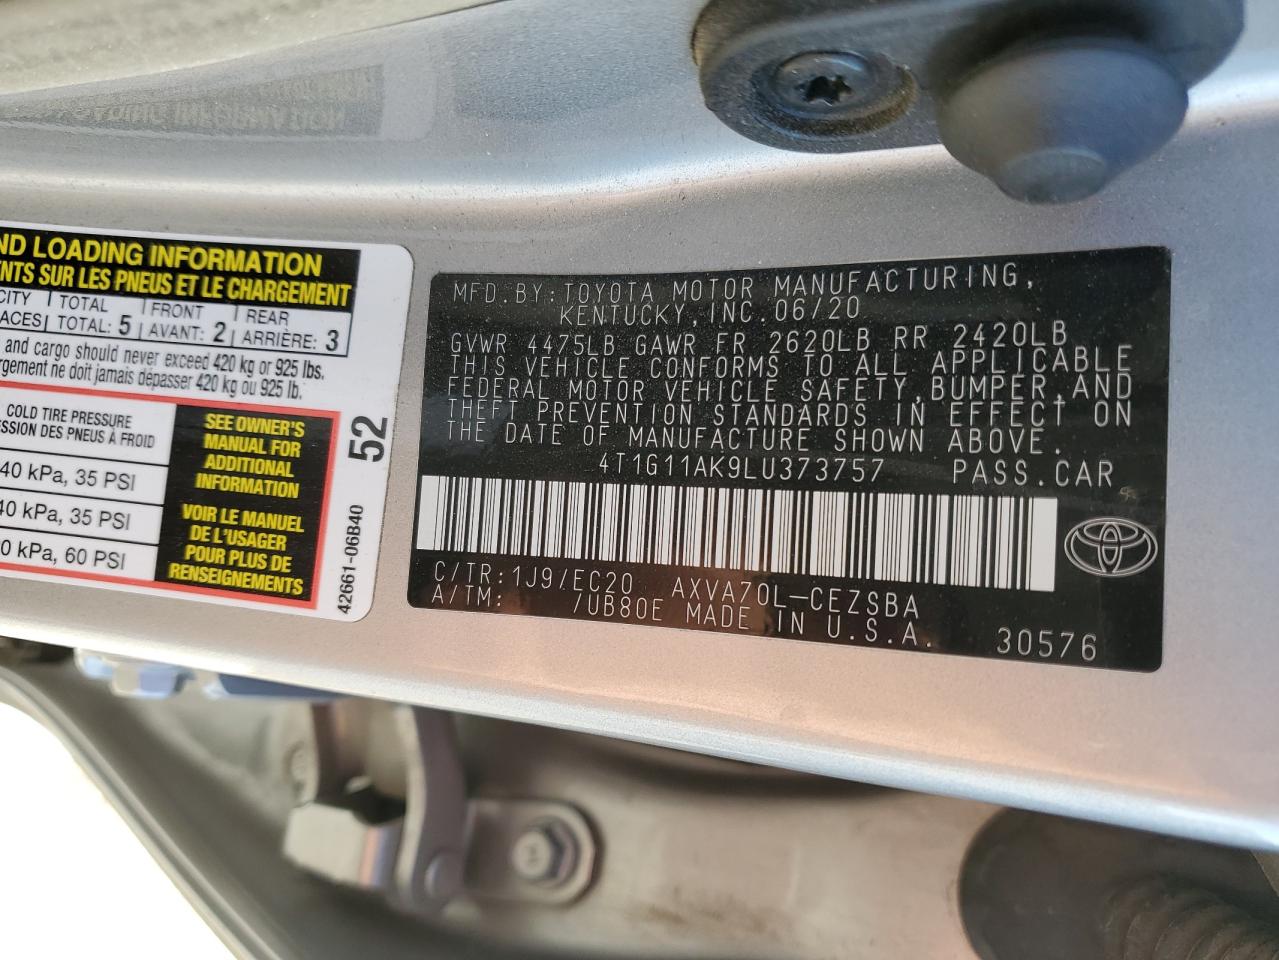 ND LOADING INFORMATION
ENTS SUR LES PNEUS ET LE CHARGEMENT
CITY TOTAL FRONT REAR
ACES TOTAL: 5 AVANT: 2 ARRIÈRE: 3
and cargo should never exceed 420 kg or 925 lbs.
rgement ne doit jamais dépasser 420 kg ou 925 lb.
COLD TIRE PRESSURE
ESSION DES PNEUS À FROID
40 kPa, 35 PSI
40 kPa, 35 PSI
0 kPa, 60 PSI
SEE OWNER'S
MANUAL FOR
ADDITIONAL
INFORMATION
VOIR LE MANUEL
DE L'USAGER
POUR PLUS DE
RENSEIGNEMENTS
52
42661-06B40
MFD.BY:TOYOTA MOTOR MANUFACTURING,
KENTUCKY,INC.06/20
GVWR 4475LB GAWR FR 2620LB RR 2420LB
THIS VEHICLE CONFORMS TO ALL APPLICABLE
FEDERAL MOTOR VEHICLE SAFETY,BUMPER,AND
THEFT PREVENTION STANDARDS IN EFFECT ON
THE DATE OF MANUFACTURE SHOWN ABOVE.
4T1G11AK9LU373757 PASS.CAR
C/TR:1J9/EC20 AXVA70L-CEZSBA
A/TM: /UB80E MADE IN U.S.A.
30576